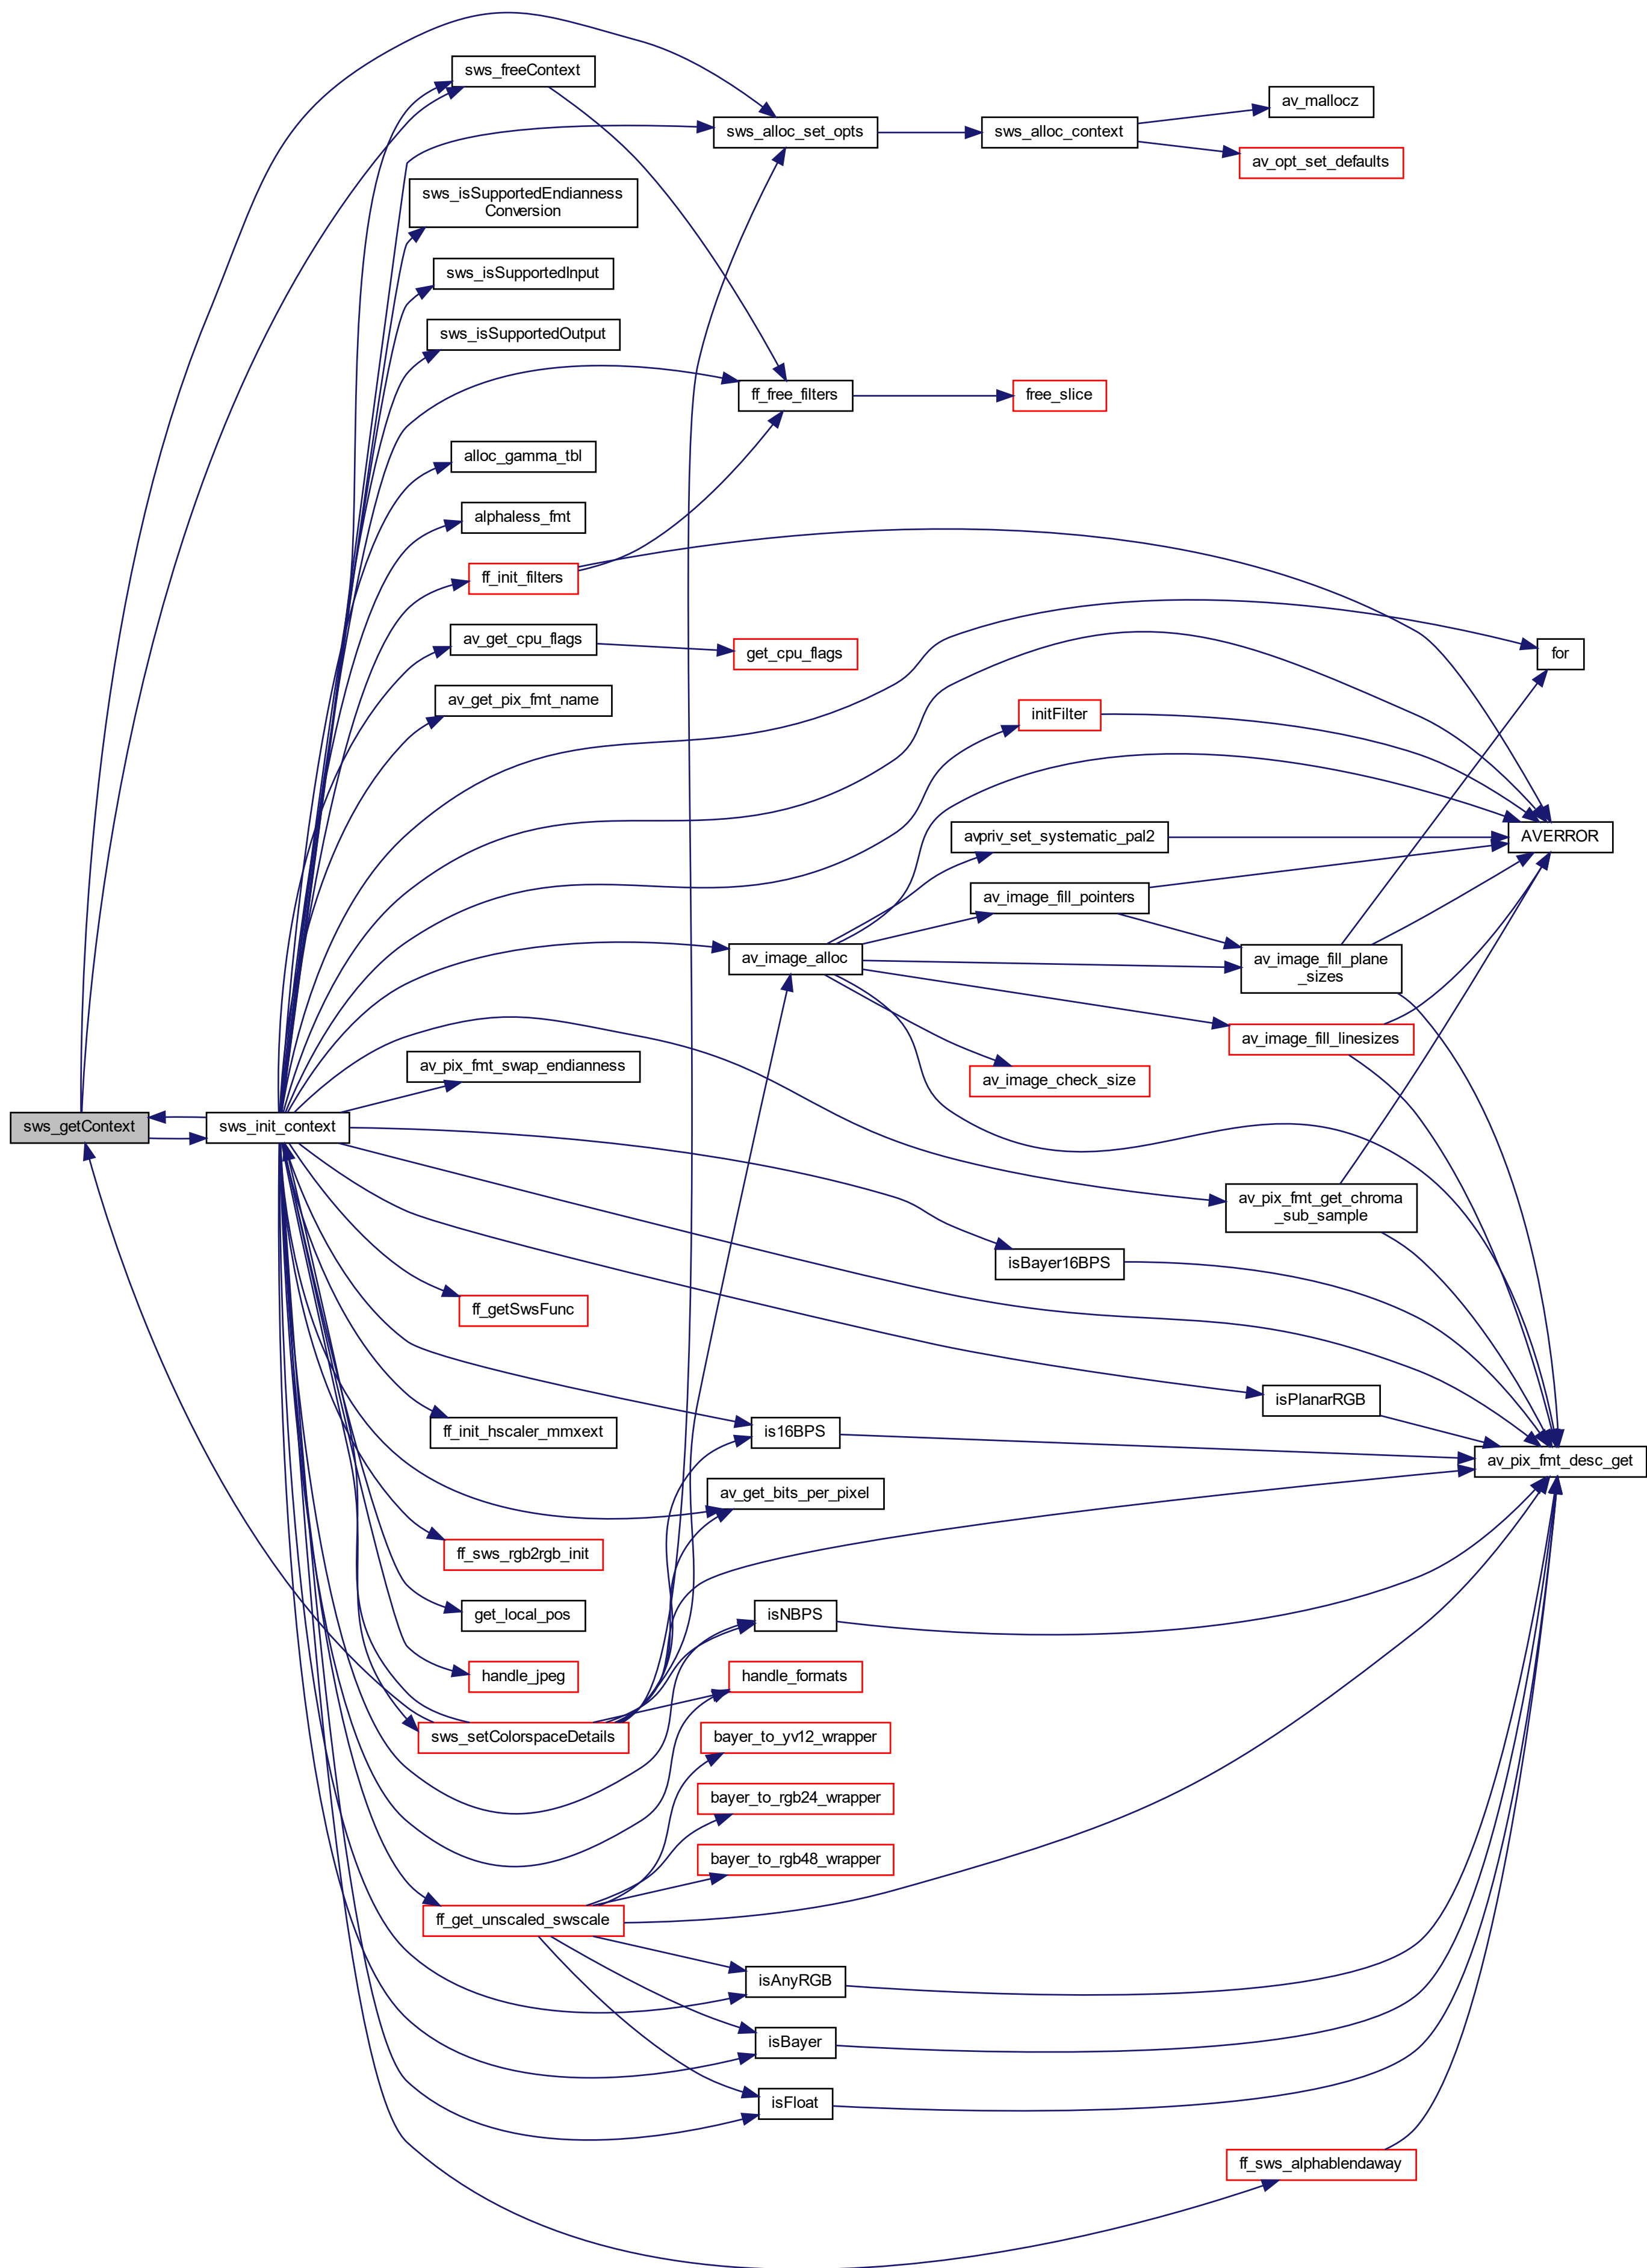 sws_freeContext
av_mallocz
sws_alloc_set_opts
sws_alloc_context
av_opt_set_defaults
sws_isSupportedEndianness
Conversion
sws_isSupportedInput
sws_isSupportedOutput
ff_free_filters
free_slice
alloc_gamma_tbl
alphaless_fmt
ff_init_filters
av_get_cpu_flags
get_cpu_flags
for
av_get_pix_fmt_name
initFilter
avpriv_set_systematic_pal2
AVERROR
av_image_fill_pointers
av_image_alloc
av_image_fill_plane
_sizes
av_image_fill_linesizes
av_pix_fmt_swap_endianness
av_image_check_size
sws_getContext
sws_init_context
av_pix_fmt_get_chroma
_sub_sample
isBayer16BPS
ff_getSwsFunc
isPlanarRGB
ff_init_hscaler_mmxext
is16BPS
av_pix_fmt_desc_get
av_get_bits_per_pixel
ff_sws_rgb2rgb_init
get_local_pos
isNBPS
handle_jpeg
handle_formats
sws_setColorspaceDetails
bayer_to_yv12_wrapper
bayer_to_rgb24_wrapper
bayer_to_rgb48_wrapper
ff_get_unscaled_swscale
isAnyRGB
isBayer
isFloat
ff_sws_alphablendaway